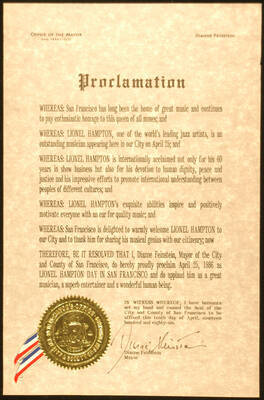 OFFICE OF THE MAYOR
SAN FRANCISCO
DIANNE FEINSTEIN
Proclamation
WHEREAS: San Francisco has long been the home of great music and continues
to pay enthusiastic homage to this queen of all muses; and
WHEREAS: LIONEL HAMPTON, one of the world's leading jazz artists, is an
outstanding musician appearing here in our City on April 25; and
WHEREAS: LIONEL HAMPTON is internationally acclaimed not only for his 60
years in show business but also for his devotion to human dignity, peace and
justice and his impressive efforts to promote international understanding between
peoples of different cultures; and
WHEREAS: LIONEL HAMPTON's exquisite abilities inspire and positively
motivate everyone with an ear for quality music; and
WHEREAS: San Francisco is delighted to warmly welcome LIONEL HAMPTON to
our City and to thank him for sharing his musical genius with our citizenry; now
THEREFORE, BE IT RESOLVED THAT I, Dianne Feinstein, Mayor of the City
and County of San Francisco, do hereby proclaim April 25, 1986 as
LIONEL HAMPTON DAY IN SAN FRANCISCO and do applaud him as a great
musician, a superb entertainer and a wonderful human being.
IN WITNESS WHEREOF, I have hereunto
set my hand and caused the Seal of the
City and County of San Francisco to be
affixed this tenth day of April, nineteen
hundred and eighty-six.
Dianne Feinstein
Dianne Feinstein
Mayor